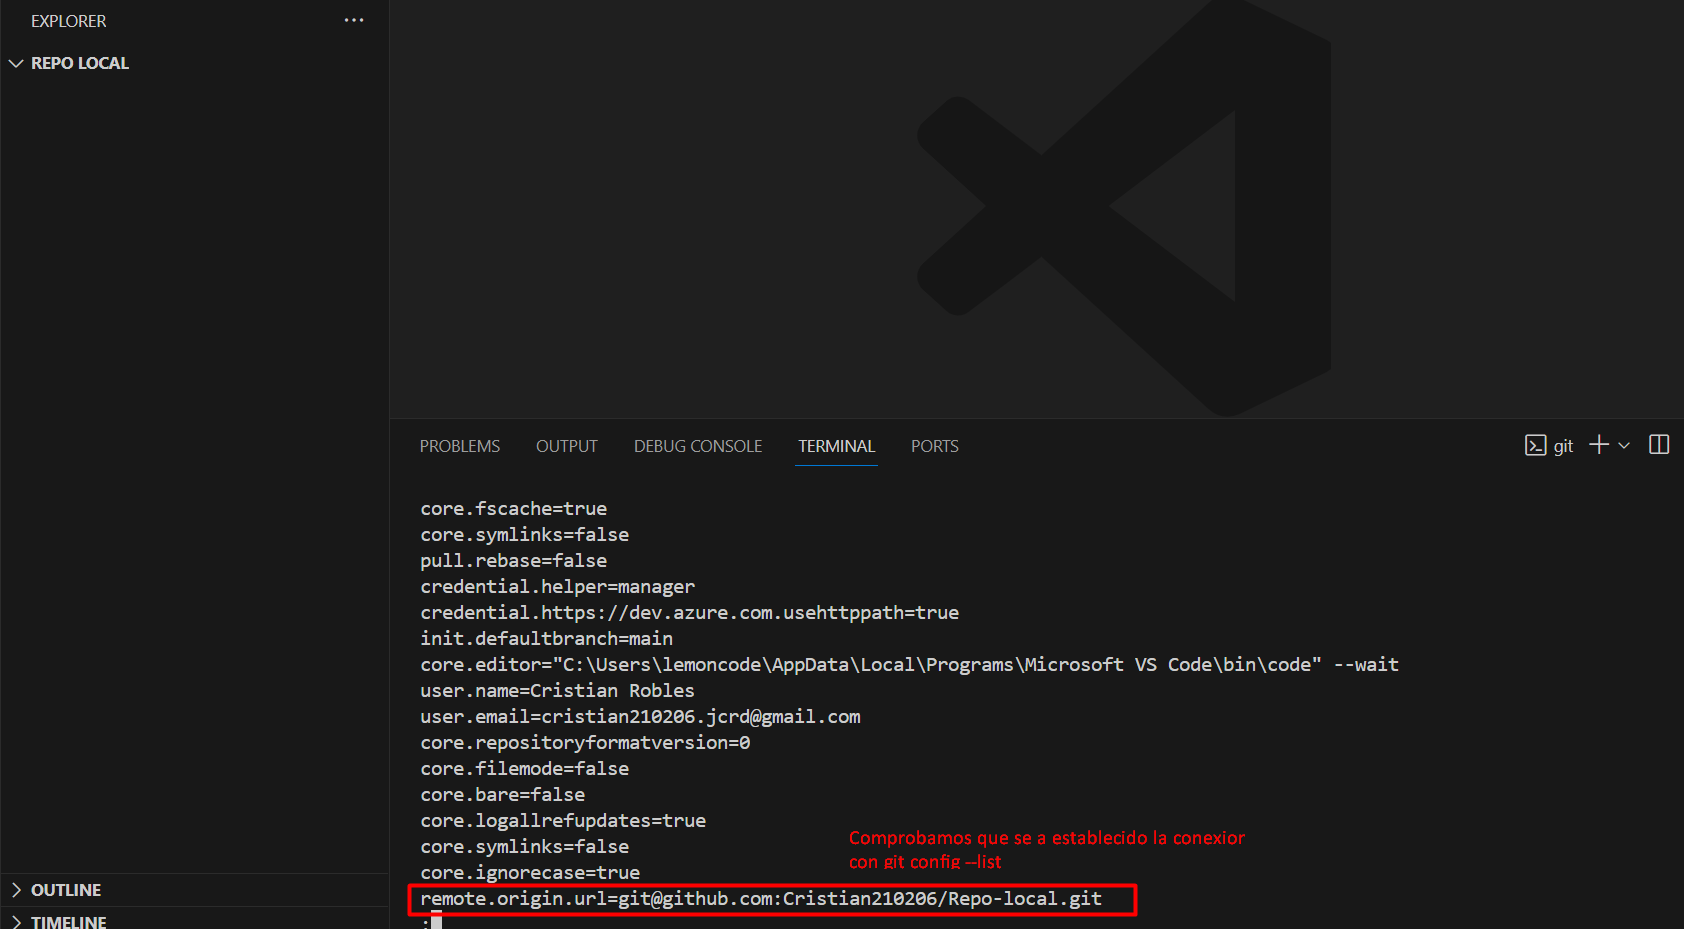 EXPLORER
REPO LOCAL
OUTLINE
TIMELINE
PROBLEMS OUTPUT DEBUG CONSOLE TERMINAL PORTS
git
core.fscache=true
core.symlinks=false
pull.rebase=false
credential.helper=manager
credential.https://dev.azure.com.usehttppath=true
init.defaultbranch=main
core.editor="C:\Users\lemoncode\AppData\Local\Programs\Microsoft VS Code\bin\code" --wait
user.name=Cristian Robles
user.email=cristian210206.jcrd@gmail.com
core.repositoryformatversion=0
core.filemode=false
core.bare=false
core.logallrefupdates=true
core.symlinks=false
core.ignorecase=true
Comprobamos que se a establecido la conexior
con git config --list
remote.origin.url=git@github.com:Cristian210206/Repo-local.git
: